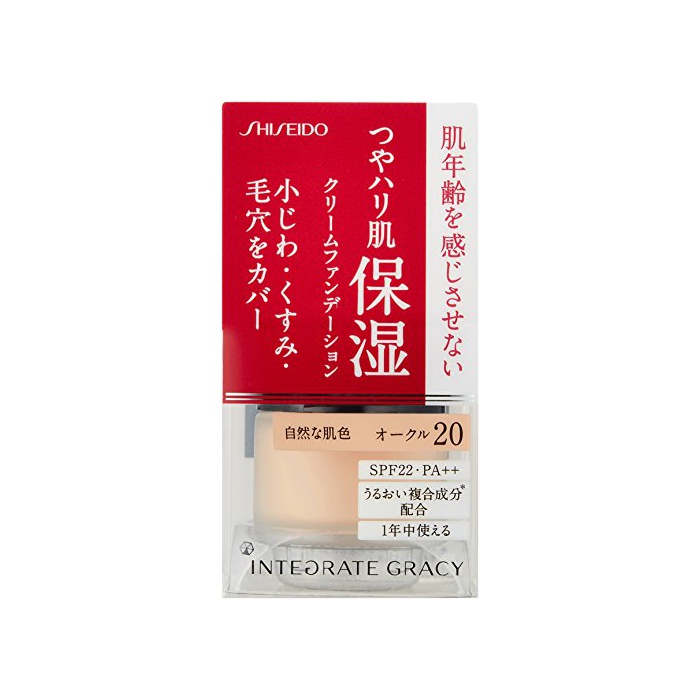 SHISEIDO
肌年齢を感じさせない
つやハリ肌
保湿
クリームファンデーション
小じわ・くすみ・
毛穴をカバー
自然な肌色 オークル20
SPF22・PA++
うるおい複合成分*
配合
1年中使える
INTEGRATE GRACY